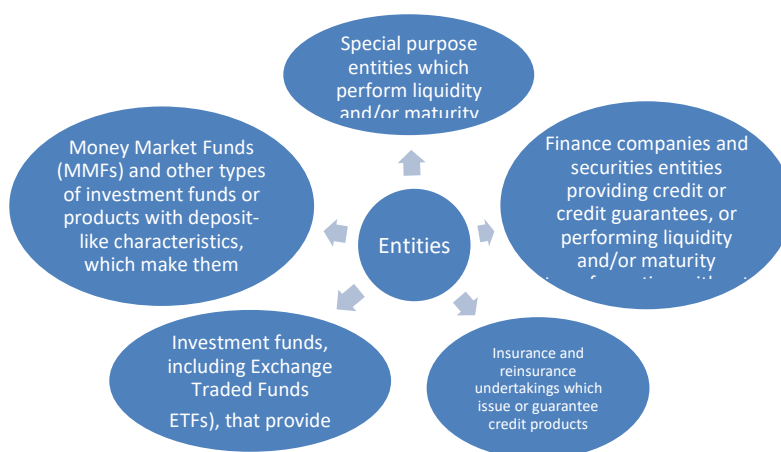 Special purpose
entities which
perform liquidity
and/or maturity
Money Market Funds
(MMFs) and other types
of investment funds or
products with deposit-
like characteristics,
which make them
Finance companies and
securities entities
providing credit or
credit guarantees, or
performing liquidity
and/or maturity
Entities
Investment funds,
including Exchange
Traded Funds
ETFs), that provide
Insurance and
reinsurance
undertakings which
issue or guarantee
credit products